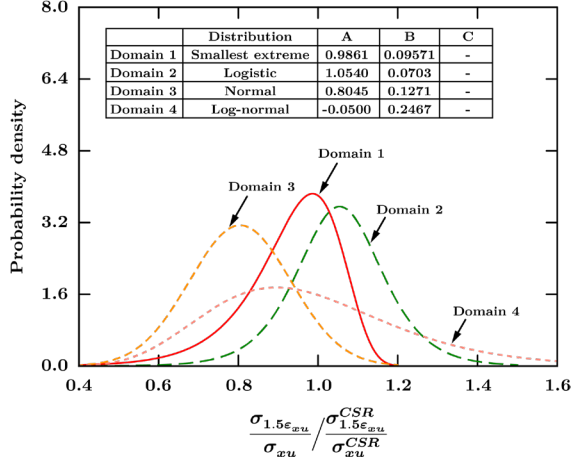 8.0
6.4
4.8
3.2
1.6
0.0
Probability density
Distribution A B C
Domain 1 Smallest extreme 0.9861 0.09571 -
Domain 2 Logistic 1.0540 0.0703 -
Domain 3 Normal 0.8045 0.1271 -
Domain 4 Log-normal -0.0500 0.2467 -
Domain 1
Domain 3
Domain 2
Domain 4
0.4 0.6 0.8 1.0 1.2 1.4 1.6
σ1.5εxu / σCSR1.5εxu
σxu σCSRxu